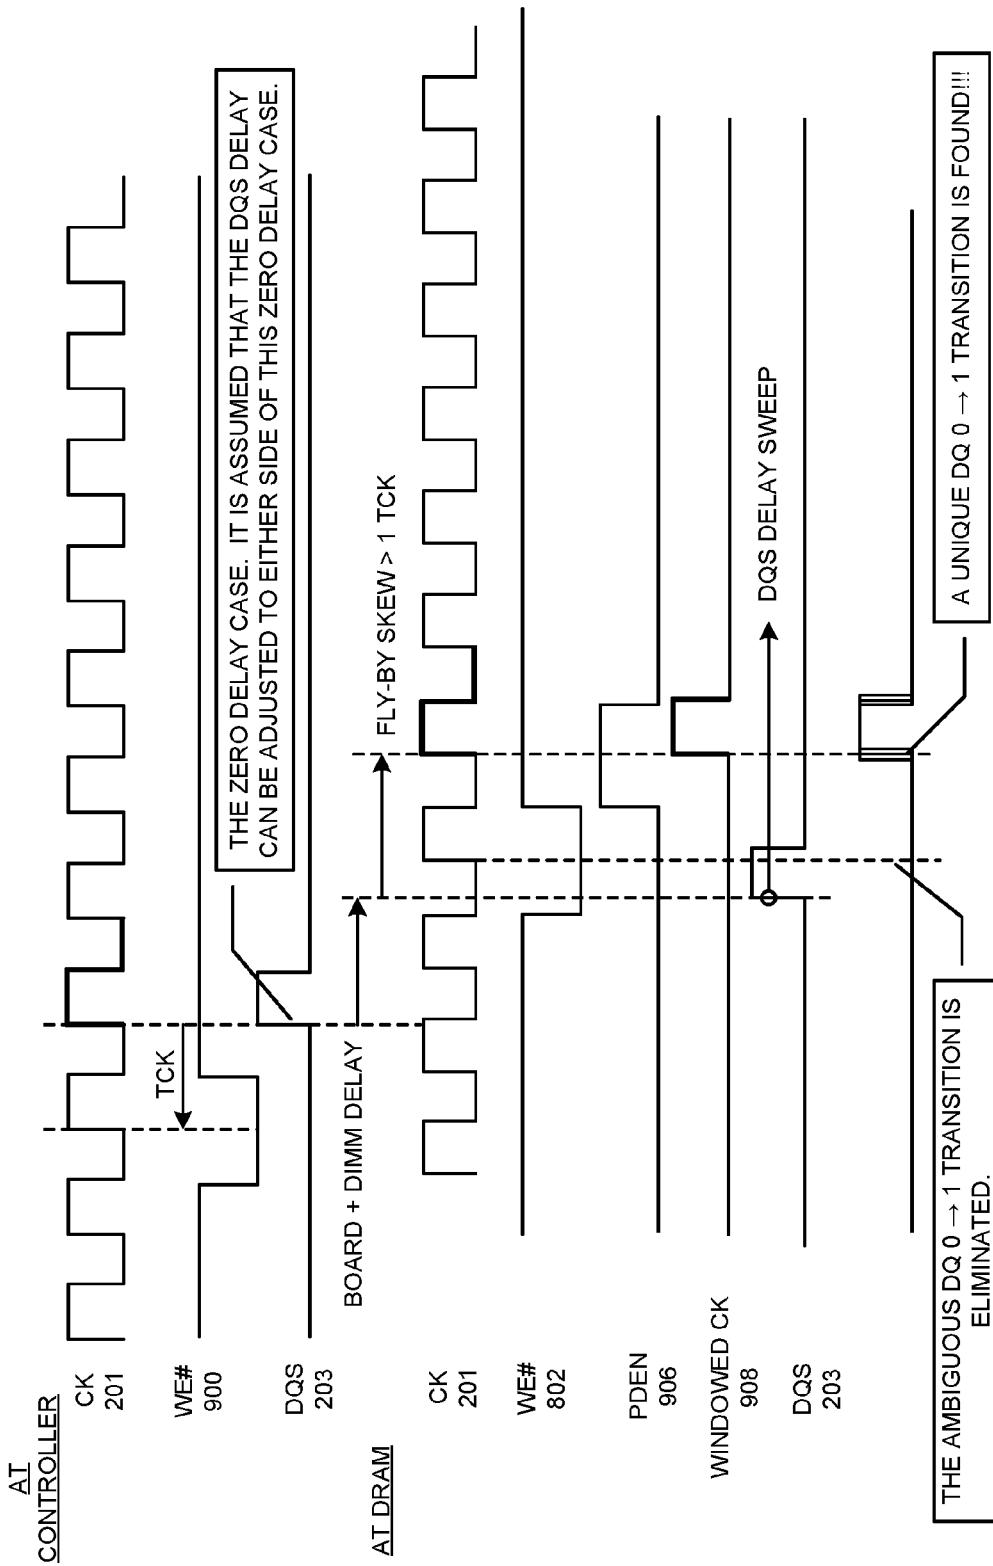 AT
CONTROLLER
CK
201
WE#
900
DQS
203
TCK
THE ZERO DELAY CASE. IT IS ASSUMED THAT THE DQS DELAY
CAN BE ADJUSTED TO EITHER SIDE OF THIS ZERO DELAY CASE.
BOARD + DIMM DELAY
FLY-BY SKEW > 1 TCK
AT DRAM
CK
201
WE#
802
PDEN
906
WINDOWED CK
908
DQS
203
DQS DELAY SWEEP
THE AMBIGUOUS DQ 0 → 1 TRANSITION IS
ELIMINATED.
A UNIQUE DQ 0 → 1 TRANSITION IS FOUND!!!